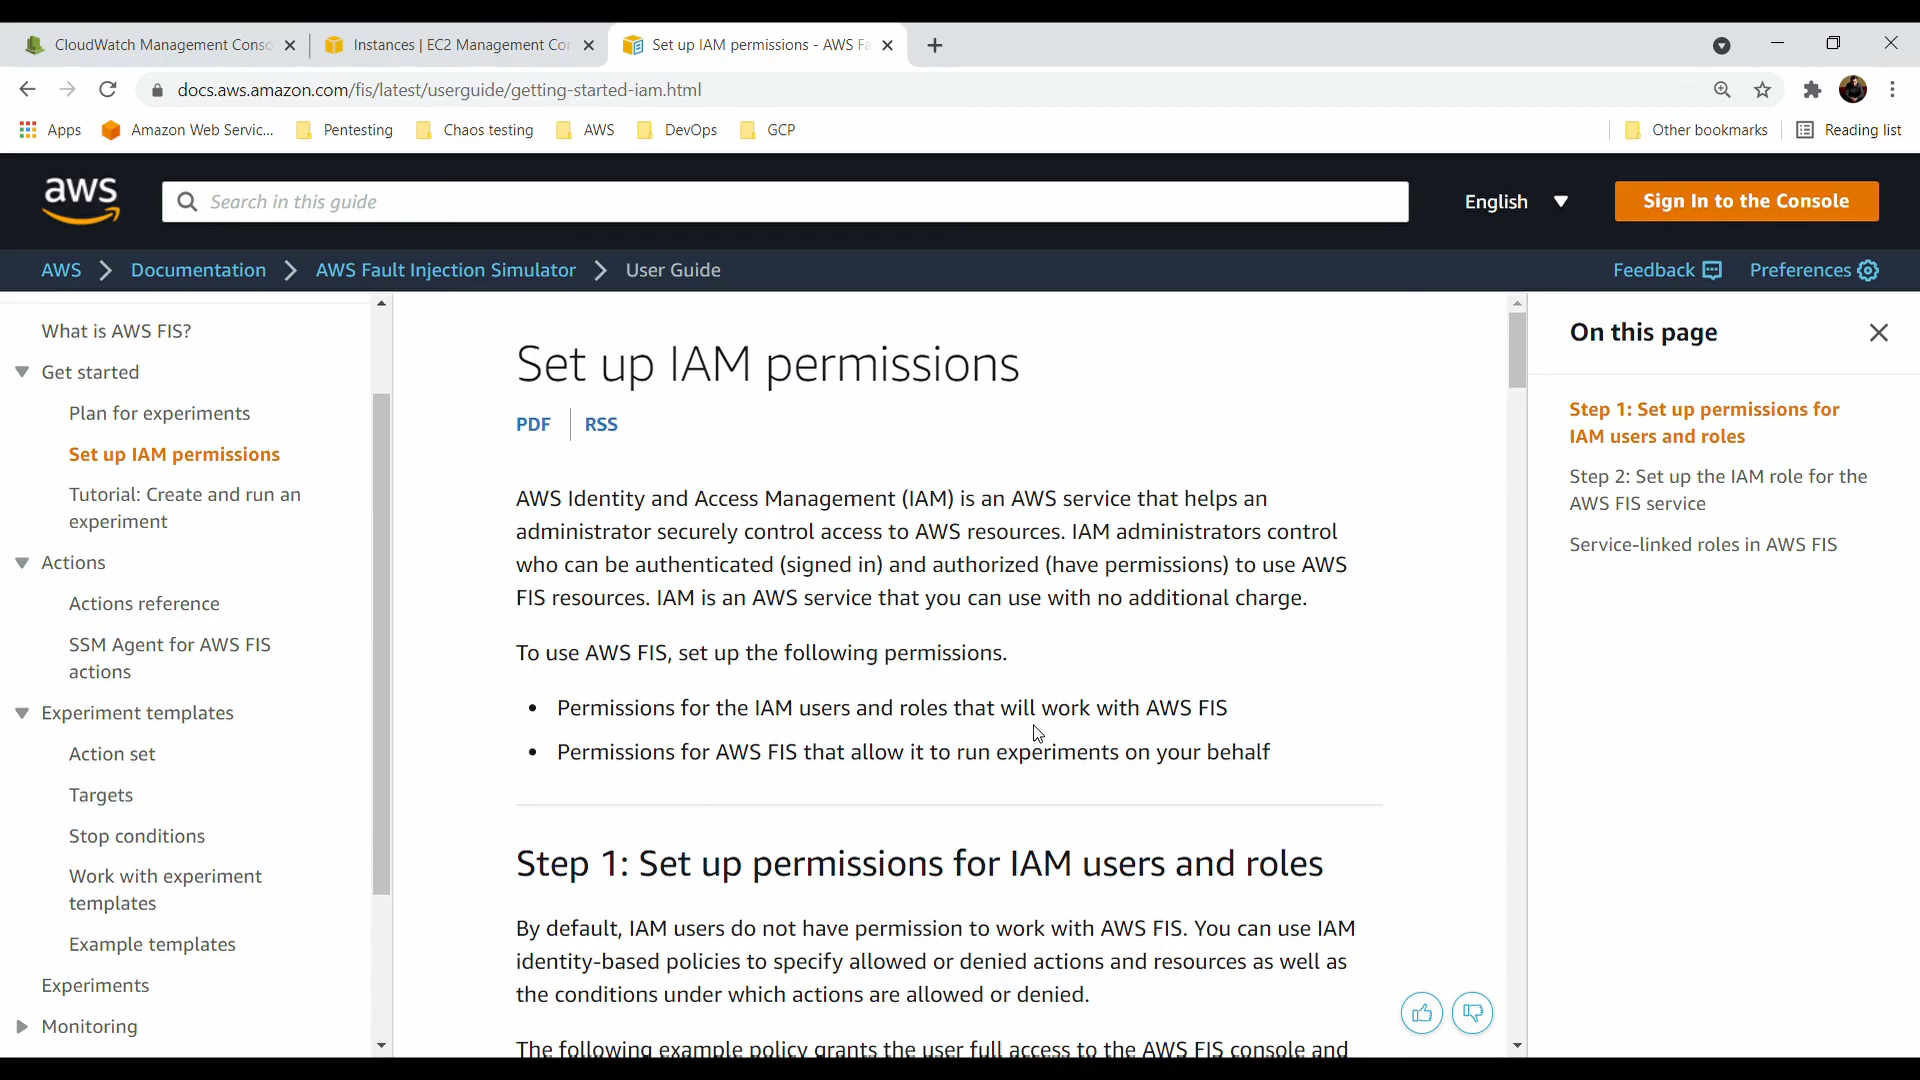 CloudWatch Management Conso
Instances | EC2 Management Con
Set up IAM permissions - AWS Fa
docs.aws.amazon.com/fis/latest/userguide/getting-started-iam.html
Apps
Amazon Web Servic...
Pentesting
Chaos testing
AWS
DevOps
GCP
Other bookmarks
Reading list
aws
Search in this guide
English
Sign In to the Console
AWS
Documentation
AWS Fault Injection Simulator
User Guide
Feedback
Preferences
What is AWS FIS?
Get started
Plan for experiments
Set up IAM permissions
Tutorial: Create and run an
experiment
Actions
Actions reference
SSM Agent for AWS FIS
actions
Experiment templates
Action set
Targets
Stop conditions
Work with experiment
templates
Example templates
Experiments
Monitoring
Set up IAM permissions
PDF
RSS
AWS Identity and Access Management (IAM) is an AWS service that helps an
administrator securely control access to AWS resources. IAM administrators control
who can be authenticated (signed in) and authorized (have permissions) to use AWS
FIS resources. IAM is an AWS service that you can use with no additional charge.
To use AWS FIS, set up the following permissions.
• Permissions for the IAM users and roles that will work with AWS FIS
• Permissions for AWS FIS that allow it to run experiments on your behalf
Step 1: Set up permissions for IAM users and roles
By default, IAM users do not have permission to work with AWS FIS. You can use IAM
identity-based policies to specify allowed or denied actions and resources as well as
the conditions under which actions are allowed or denied.
The following example policy grants the user full access to the AWS FIS console and
On this page
Step 1: Set up permissions for
IAM users and roles
Step 2: Set up the IAM role for the
AWS FIS service
Service-linked roles in AWS FIS